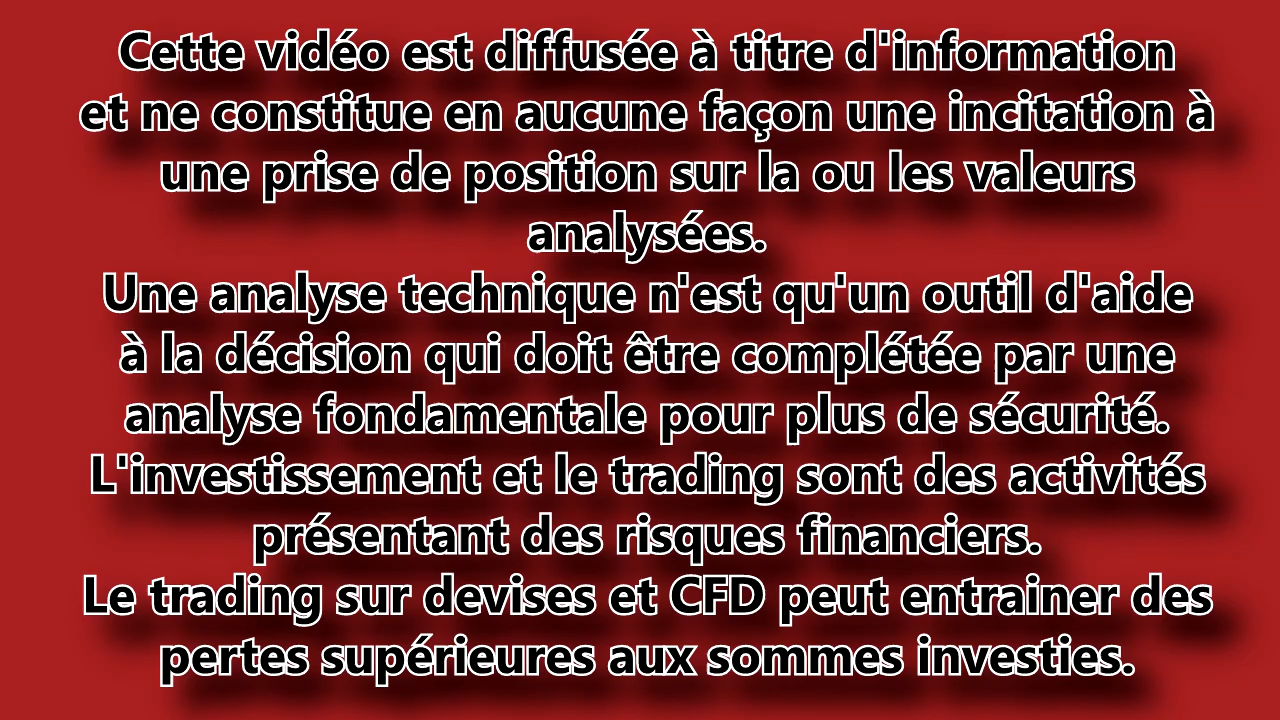 Cette vidéo est diffusée à titre d'information
et ne constitue en aucune façon une incitation à
une prise de position sur la ou les valeurs
analysées.
Une analyse technique n'est qu'un outil d'aide
à la décision qui doit être complétée par une
analyse fondamentale pour plus de sécurité.
L'investissement et le trading sont des activités
présentant des risques financiers.
Le trading sur devises et CFD peut entrainer des
pertes supérieures aux sommes investies.